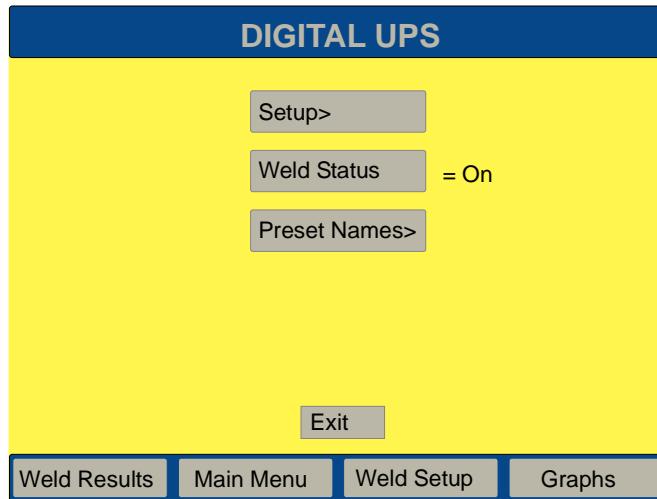 DIGITAL UPS
Setup>
Weld Status = On
Preset Names>
Exit
Weld Results Main Menu Weld Setup Graphs